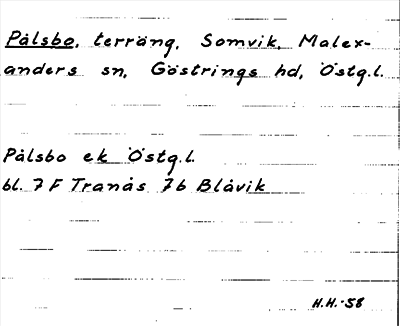 Pålsbo, terräng, Somvik, Malex-
anders sn, Göstrings hd, Östg.l.
Pålsbo ek Östg.l.
bl. 7 F Tranås 7b Blåvik
H.H.-58